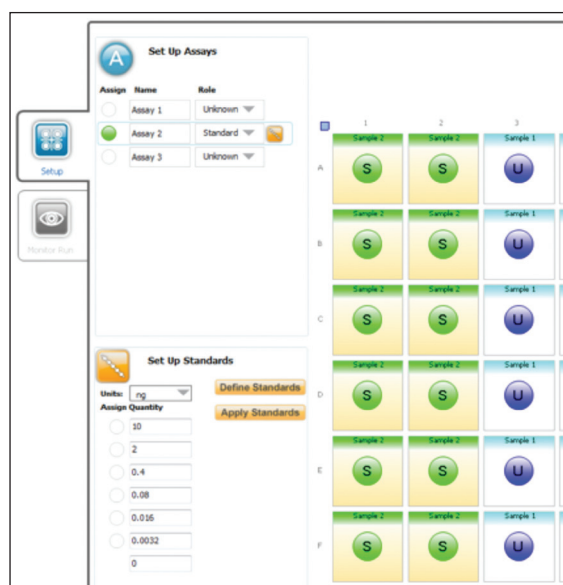 A
Set Up Assays
Assign Name Role
Assay 1 Unknown
Assay 2 Standard
Assay 3 Unknown
Setup
Monitor Run
Set Up Standards
Units: ng
Define Standards
Assign Quantity
Apply Standards
10
2
0.4
0.08
0.016
0.0032
0
1 2 3
Sample 2 Sample 2 Sample 1
A S S U
Sample 2 Sample 2 Sample 1
B S S U
Sample 2 Sample 2 Sample 1
C S S U
Sample 2 Sample 2 Sample 1
D S S U
Sample 2 Sample 2 Sample 1
E S S U
Sample 2 Sample 2 Sample 1
F S S U